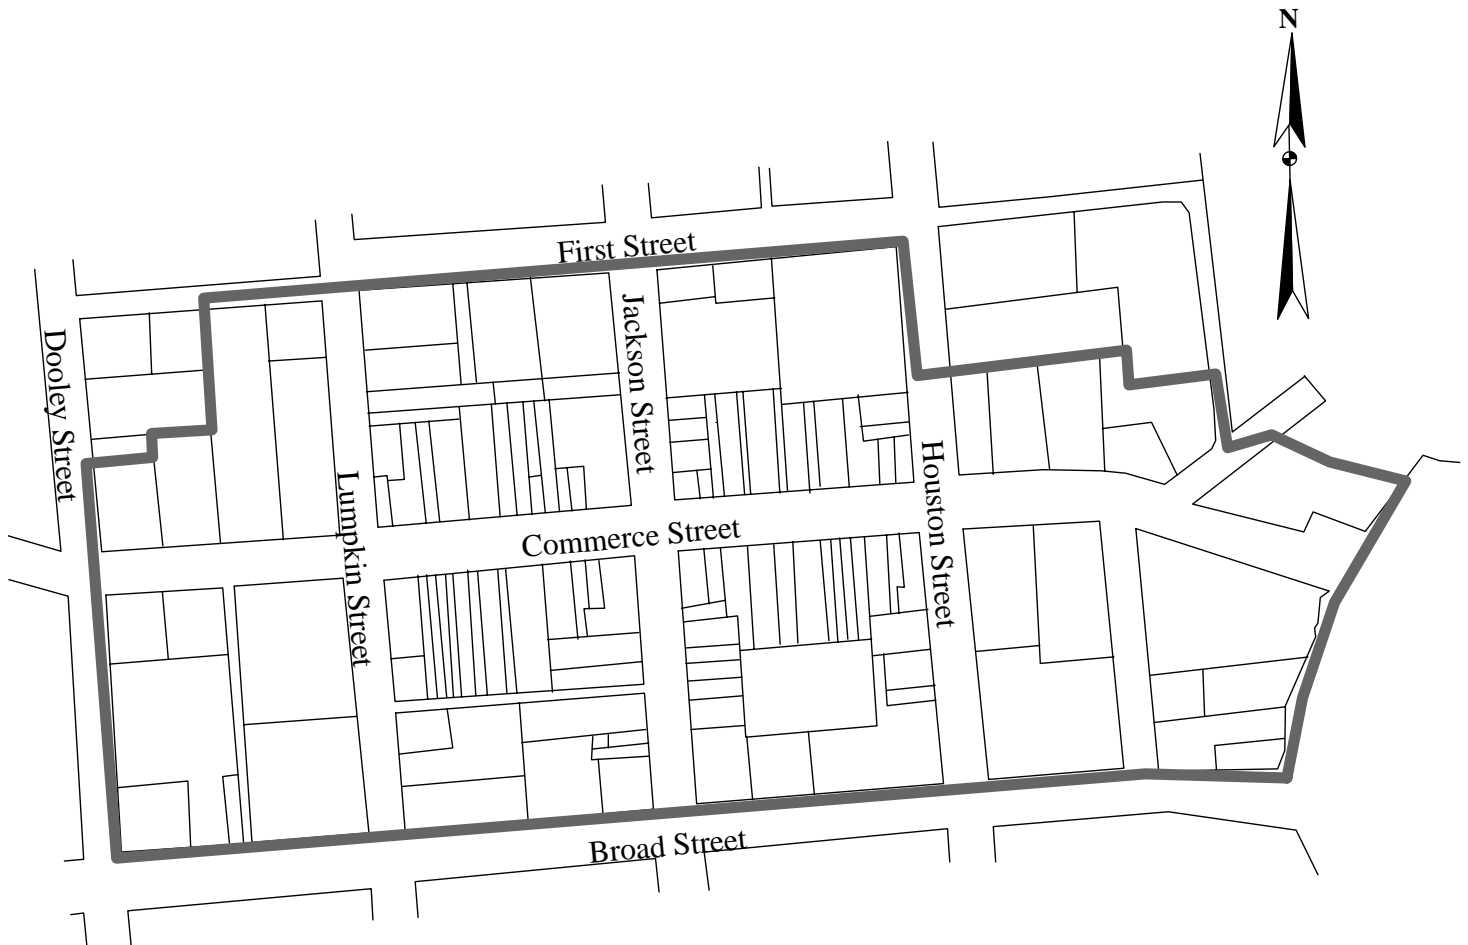 N
First Street
Jackson Street
Dooley Street
Houston Street
Lumpkin Street
Commerce Street
Broad Street